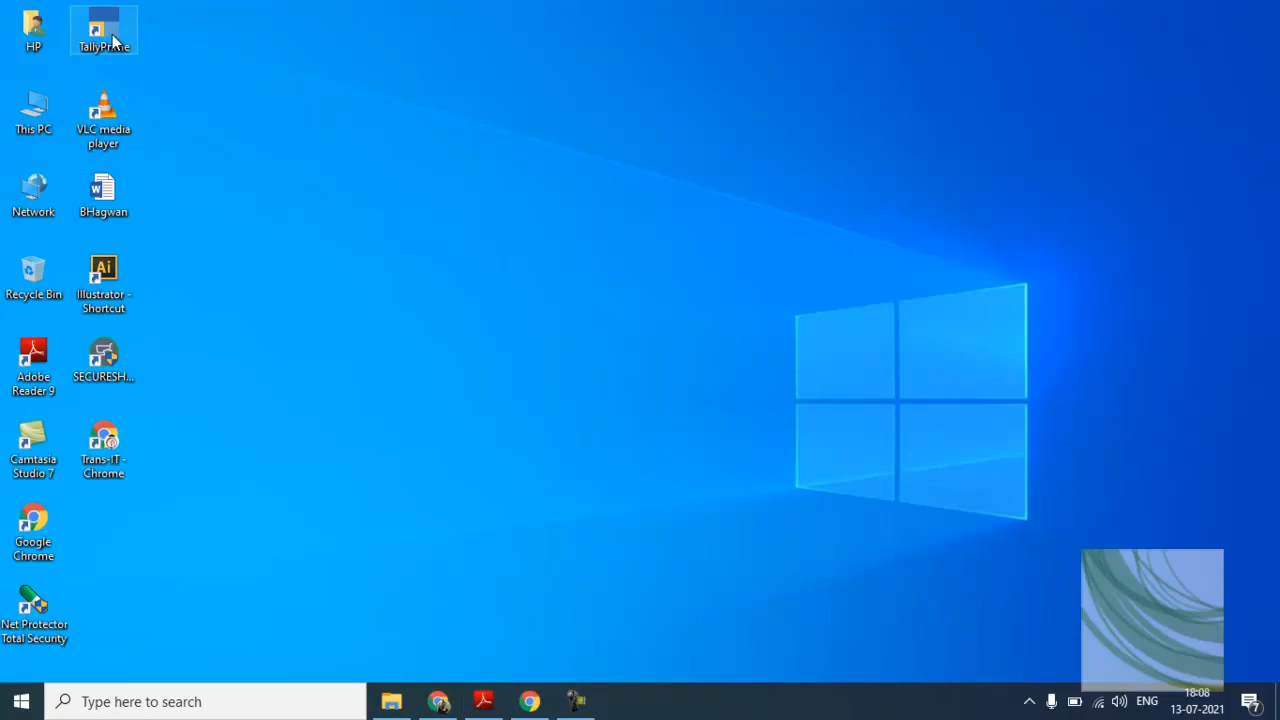 HP
TallyPrime
This PC
VLC media
player
Network
BHagwan
Recycle Bin
Illustrator -
Shortcut
Adobe
Reader 9
SECURESH...
Camtasia
Studio 7
Trans-IT -
Chrome
Google
Chrome
Net Protector
Total Security
Type here to search
ENG
18:08
13-07-2021
7
W
Ai